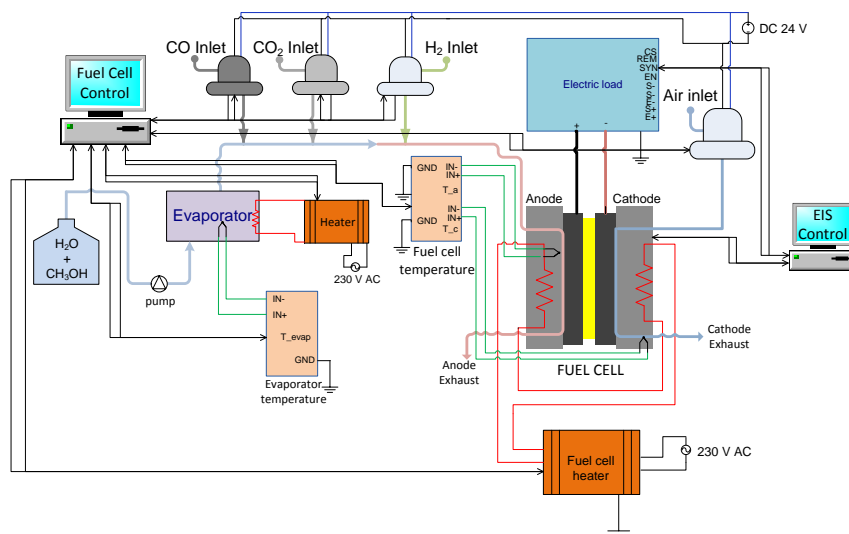 CO Inlet
CO₂ Inlet
H₂ Inlet
DC 24 V
Fuel Cell
Control
Electric load
CS
REM
SYN
EN
S-
S-
E-
S+
E+
+
-
Air inlet
GND
IN-
IN+
T_a
IN-
GND
IN+
T_c
Fuel cell
temperature
Anode
Cathode
Evaporator
Heater
230 V AC
H₂O
+
CH₃OH
pump
EIS
Control
IN-
IN+
T_evap
GND
Evaporator
temperature
Cathode
Exhaust
Anode
Exhaust
FUEL CELL
Fuel cell
heater
230 V AC